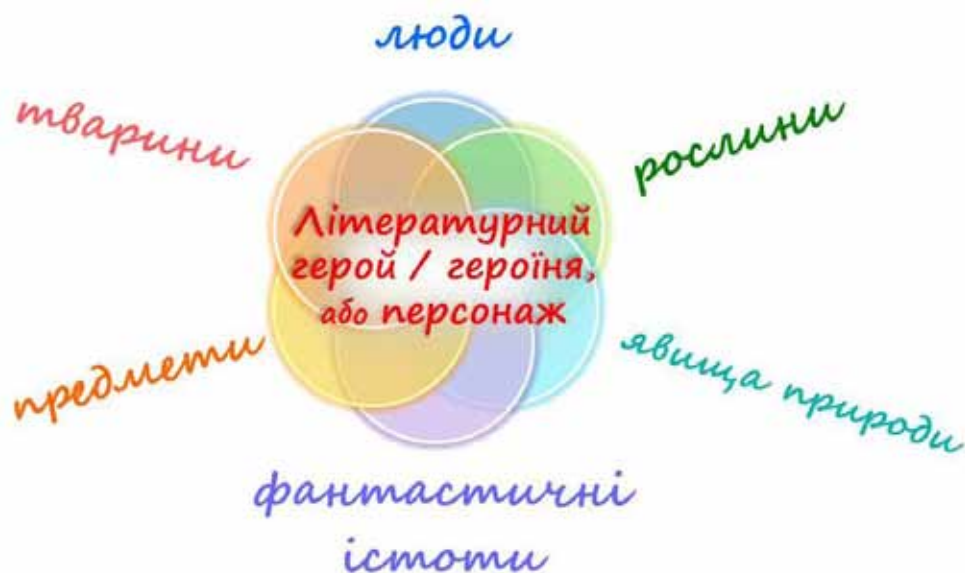 люди
тварини
рослини
Літературний
герой / героїня,
або персонаж
предмети
явища природи
фантастичні
істоти